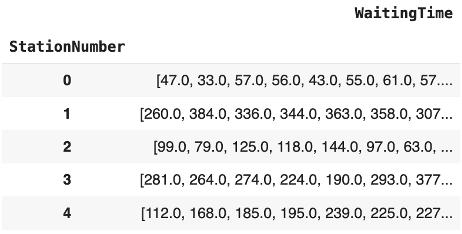 WaitingTime
StationNumber
0 [47.0, 33.0, 57.0, 56.0, 43.0, 55.0, 61.0, 57....
1 [260.0, 384.0, 336.0, 344.0, 363.0, 358.0, 307...
2 [99.0, 79.0, 125.0, 118.0, 144.0, 97.0, 63.0, ...
3 [281.0, 264.0, 274.0, 224.0, 190.0, 293.0, 377...
4 [112.0, 168.0, 185.0, 195.0, 239.0, 225.0, 227...